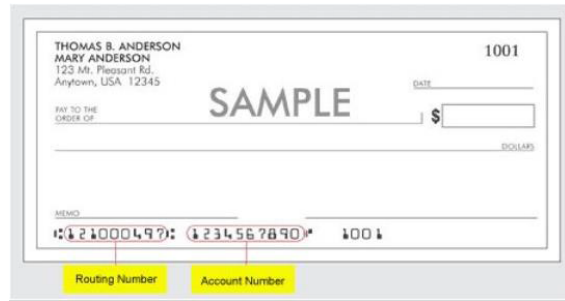 THOMAS B. ANDERSON 1001
MARY ANDERSON
123 Mt. Pleasant Rd.
Anytown, USA 12345
DATE
SAMPLE
PAY TO THE
ORDER OF $
DOLLARS
MEMO
⑆121000497⑆ 1234567890⑈ 1001
Routing Number Account Number